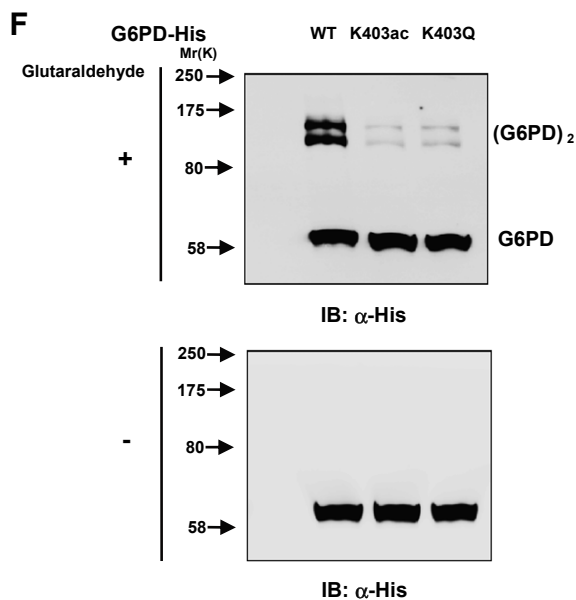 F
G6PD-His WT K403ac K403Q
Mr(K)
Glutaraldehyde
250
175
(G6PD) 2
+
80
G6PD
58
IB: α-His
250
175
-
80
58
IB: α-His